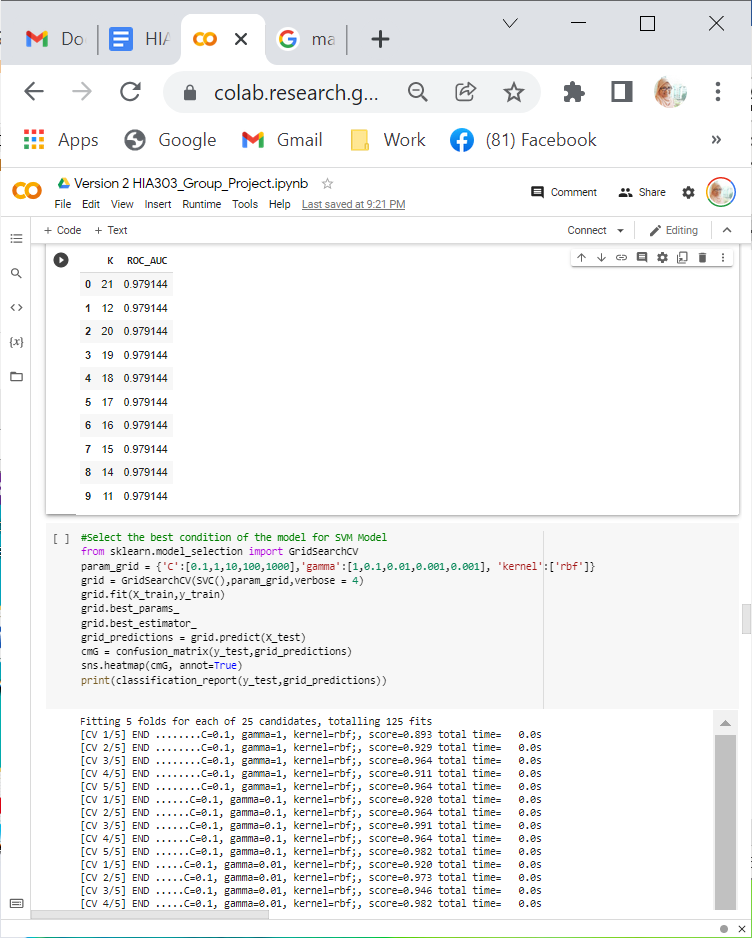 Do
HIA
ma
colab.research.g...
Apps
Google
Gmail
Work
(81) Facebook
»
Version 2 HIA303_Group_Project.ipynb
Comment
Share
File Edit View Insert Runtime Tools Help Last saved at 9:21 PM
+ Code + Text
Connect
Editing
K ROC_AUC
0 21 0.979144
1 12 0.979144
2 20 0.979144
3 19 0.979144
4 18 0.979144
5 17 0.979144
6 16 0.979144
7 15 0.979144
8 14 0.979144
9 11 0.979144
[ ] #Select the best condition of the model for SVM Model
from sklearn.model_selection import GridSearchCV
param_grid = {'C':[0.1,1,10,100,1000],'gamma':[1,0.1,0.01,0.001,0.001], 'kernel':['rbf']}
grid = GridSearchCV(SVC(),param_grid,verbose = 4)
grid.fit(X_train,y_train)
grid.best_params_
grid.best_estimator_
grid_predictions = grid.predict(X_test)
cmG = confusion_matrix(y_test,grid_predictions)
sns.heatmap(cmG, annot=True)
print(classification_report(y_test,grid_predictions))
Fitting 5 folds for each of 25 candidates, totalling 125 fits
[CV 1/5] END ........C=0.1, gamma=1, kernel=rbf;, score=0.893 total time=   0.0s
[CV 2/5] END ........C=0.1, gamma=1, kernel=rbf;, score=0.929 total time=   0.0s
[CV 3/5] END ........C=0.1, gamma=1, kernel=rbf;, score=0.964 total time=   0.0s
[CV 4/5] END ........C=0.1, gamma=1, kernel=rbf;, score=0.911 total time=   0.0s
[CV 5/5] END ........C=0.1, gamma=1, kernel=rbf;, score=0.964 total time=   0.0s
[CV 1/5] END ......C=0.1, gamma=0.1, kernel=rbf;, score=0.920 total time=   0.0s
[CV 2/5] END ......C=0.1, gamma=0.1, kernel=rbf;, score=0.964 total time=   0.0s
[CV 3/5] END ......C=0.1, gamma=0.1, kernel=rbf;, score=0.991 total time=   0.0s
[CV 4/5] END ......C=0.1, gamma=0.1, kernel=rbf;, score=0.964 total time=   0.0s
[CV 5/5] END ......C=0.1, gamma=0.1, kernel=rbf;, score=0.982 total time=   0.0s
[CV 1/5] END .....C=0.1, gamma=0.01, kernel=rbf;, score=0.920 total time=   0.0s
[CV 2/5] END .....C=0.1, gamma=0.01, kernel=rbf;, score=0.973 total time=   0.0s
[CV 3/5] END .....C=0.1, gamma=0.01, kernel=rbf;, score=0.946 total time=   0.0s
[CV 4/5] END .....C=0.1, gamma=0.01, kernel=rbf;, score=0.982 total time=   0.0s